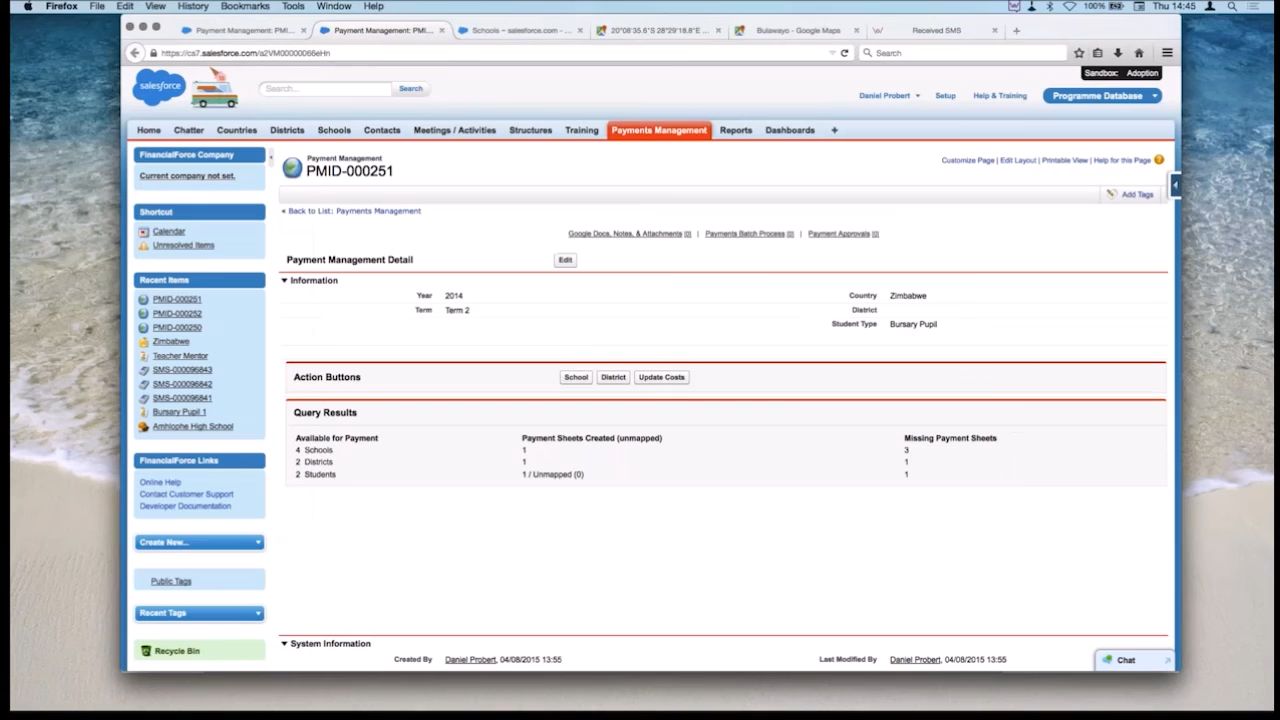 Firefox File Edit View History Bookmarks Tools Window Help 100% Thu 14:45
Payment Management: PMI... Payment Management: PMI... Schools ~ salesforce.com - ... 20°08'35.6"S 28°29'18.8"E ... Bulawayo - Google Maps Received SMS
https://cs7.salesforce.com/a2VM00000066eHn Search
salesforce Search... Search Sandbox: Adoption
Daniel Probert Setup Help & Training Programme Database
Home Chatter Countries Districts Schools Contacts Meetings / Activities Structures Training Payments Management Reports Dashboards +
FinancialForce Company
Current company not set.
Shortcut
Calendar
Unresolved Items
Recent Items
PMID-000251
PMID-000252
PMID-000250
Zimbabwe
Teacher Mentor
SMS-000096843
SMS-000096842
SMS-000096841
Bursary Pupil 1
Amhlophe High School
FinancialForce Links
Online Help
Contact Customer Support
Developer Documentation
Create New...
Public Tags
Recent Tags
Recycle Bin
Payment Management
PMID-000251
Customize Page | Edit Layout | Printable View | Help for this Page ?
Add Tags
« Back to List: Payments Management
Google Docs, Notes, & Attachments [0] | Payments Batch Process [0] | Payment Approvals [0]
Payment Management Detail Edit
Information
Year 2014 Country Zimbabwe
Term Term 2 District
Student Type Bursary Pupil
Action Buttons School District Update Costs
Query Results
Available for Payment Payment Sheets Created (unmapped) Missing Payment Sheets
4 Schools 1 3
2 Districts 1 1
2 Students 1 / Unmapped (0) 1
System Information
Created By Daniel Probert, 04/08/2015 13:55 Last Modified By Daniel Probert, 04/08/2015 13:55
Chat